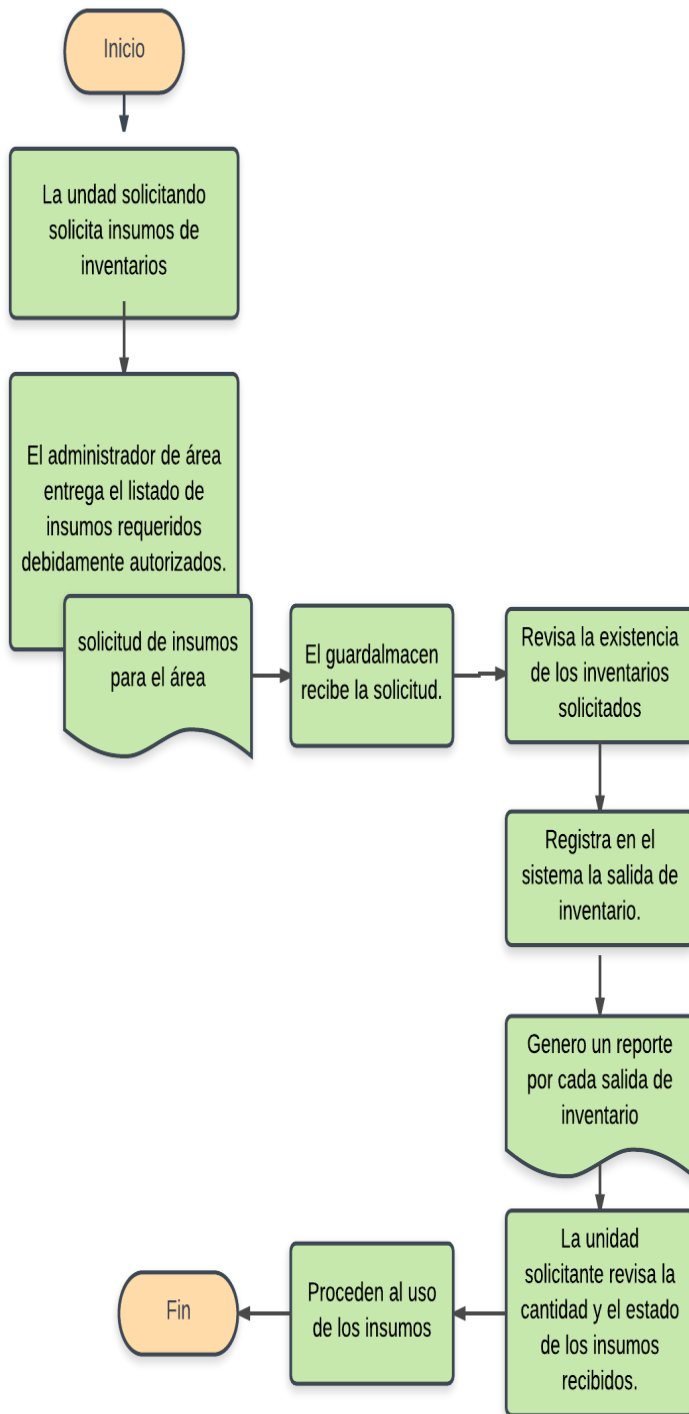 Inicio
La undad solicitando
solicita insumos de
inventarios
El administrador de área
entrega el listado de
insumos requeridos
debidamente autorizados.
solicitud de insumos
para el área
El guardalmacen
recibe la solicitud.
Revisa la existencia
de los inventarios
solicitados
Registra en el
sistema la salida de
inventario.
Genero un reporte
por cada salida de
inventario
La unidad
solicitante revisa la
cantidad y el estado
de los insumos
recibidos.
Proceden al uso
de los insumos
Fin